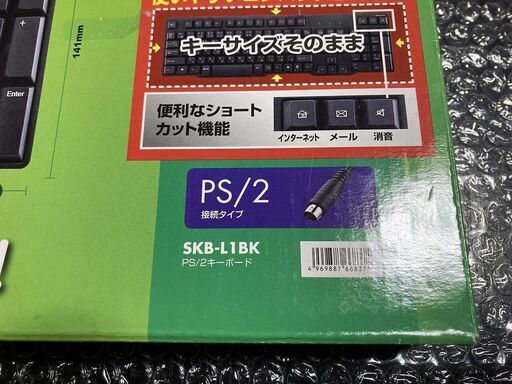 +
Enter
141mm
キーサイズそのまま
便利なショート
カット機能
インターネット
メール
消音
PS/2
接続タイプ
SKB-L1BK
PS/2キーボード